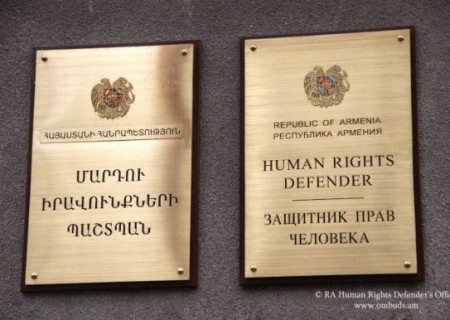 ՀԱՅԱՍՏԱՆԻ ՀԱՆՐԱՊԵՏՈՒԹՅՈՒՆ
ՄԱՐԴՈՒ
ԻՐԱՎՈՒՆՔՆԵՐԻ
ՊԱՇՏՊԱՆ
REPUBLIC OF ARMENIA
РЕСПУБЛИКА АРМЕНИЯ
HUMAN RIGHTS
DEFENDER
ЗАЩИТНИК ПРАВ
ЧЕЛОВЕКА
© RA Human Rights Defender's Offi
www.ombuds.am